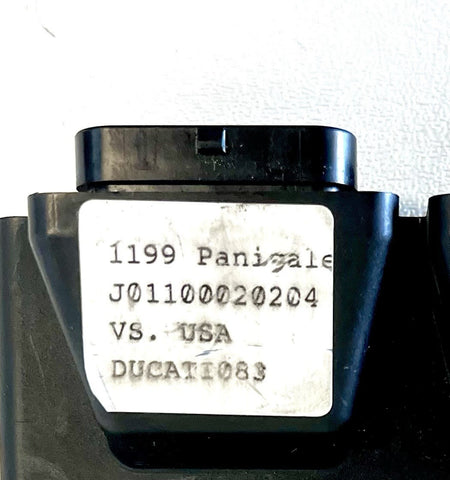 1199 Panigale
J01100020204
VS. USA
DUCATI083